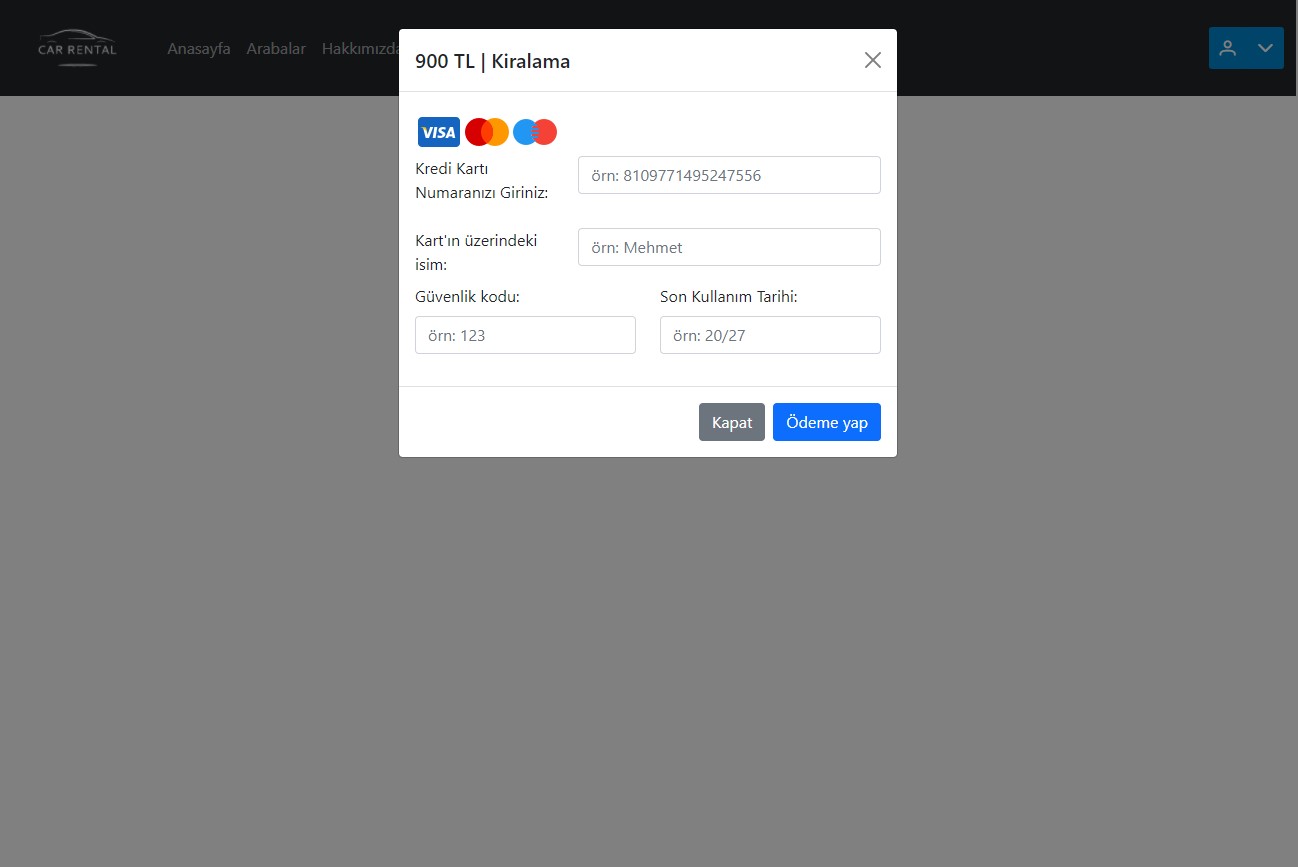 CAR RENTAL
Anasayfa Arabalar Hakkımızda
900 TL | Kiralama
VISA
Kredi Kartı
Numaranızı Giriniz:
örn: 8109771495247556
Kart'ın üzerindeki
isim:
örn: Mehmet
Güvenlik kodu: Son Kullanım Tarihi:
örn: 123 örn: 20/27
Kapat Ödeme yap